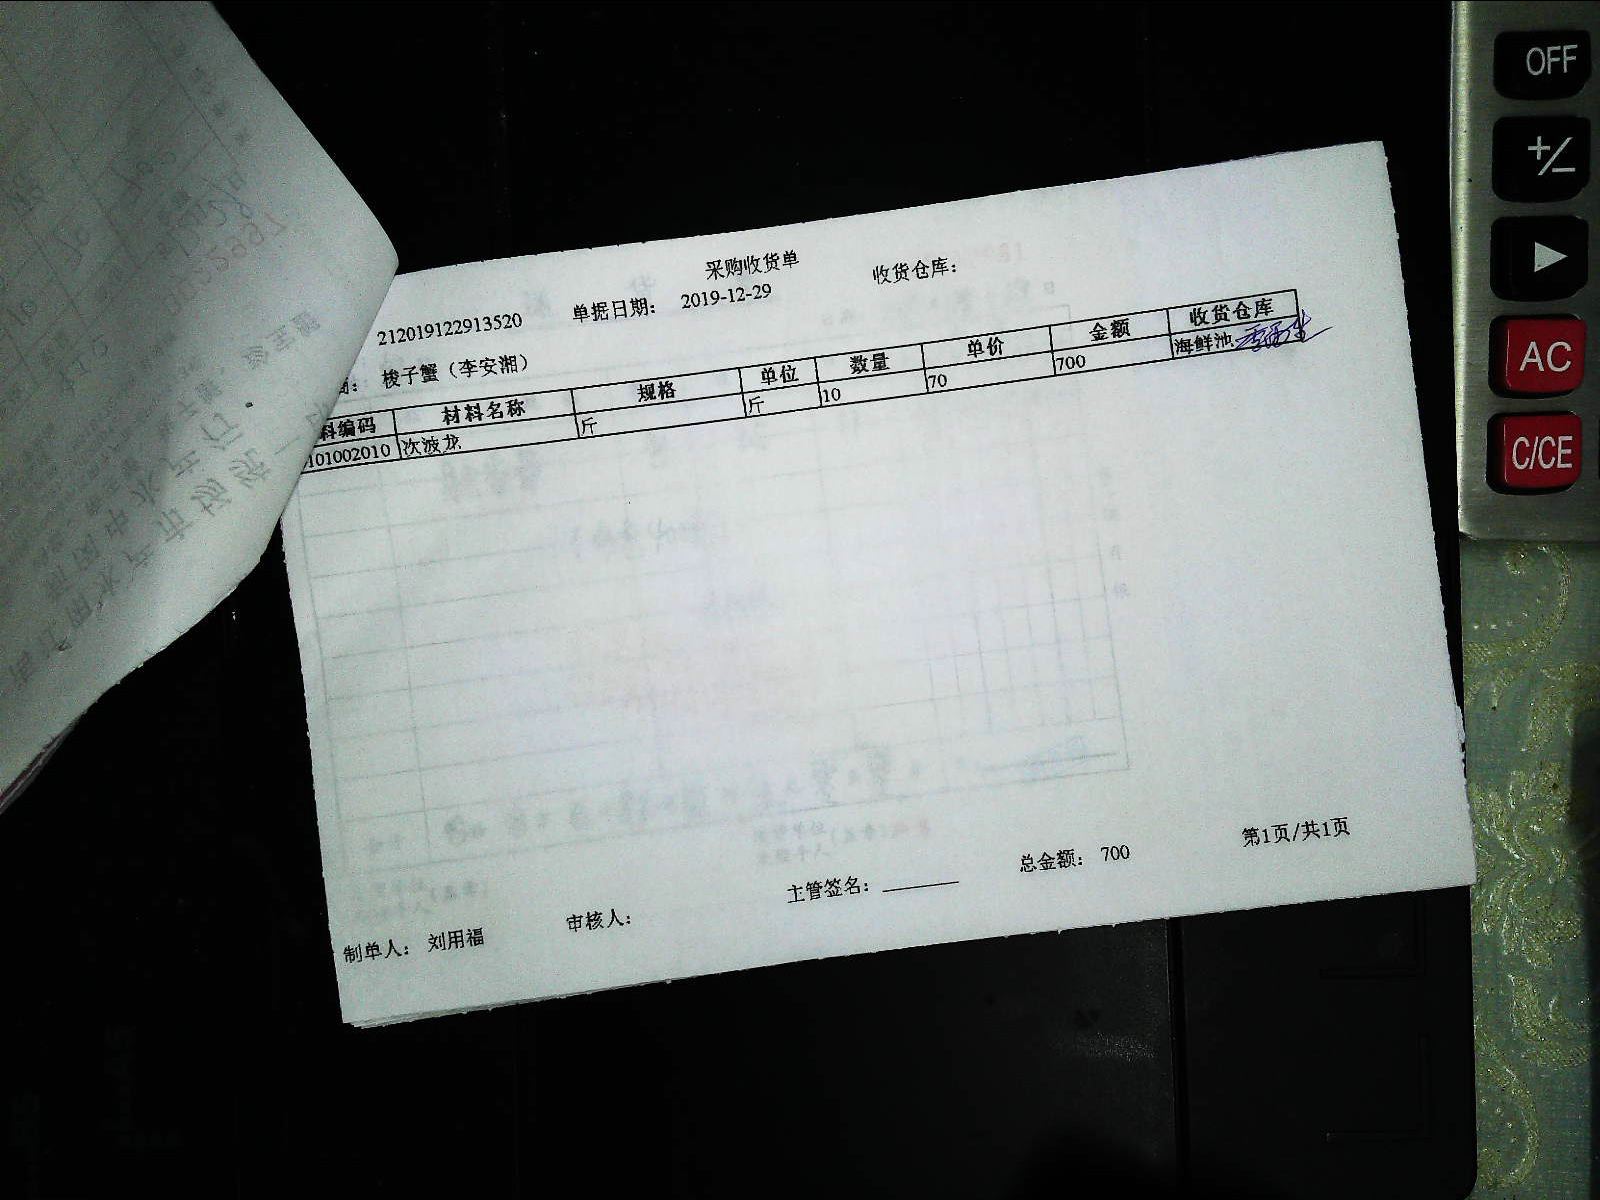 采购收货单
212019122913520 单据日期： 2019-12-29 收货仓库：
商： 梭子蟹（李安湘）
料编码 材料名称 规格 单位 数量 单价 金额 收货仓库
101002010 次波龙 斤 斤 10 70 700 海鲜池
制单人： 刘用福 审核人： 主管签名： 总金额： 700 第1页/共1页
OFF
+/−
▶
AC
C/CE